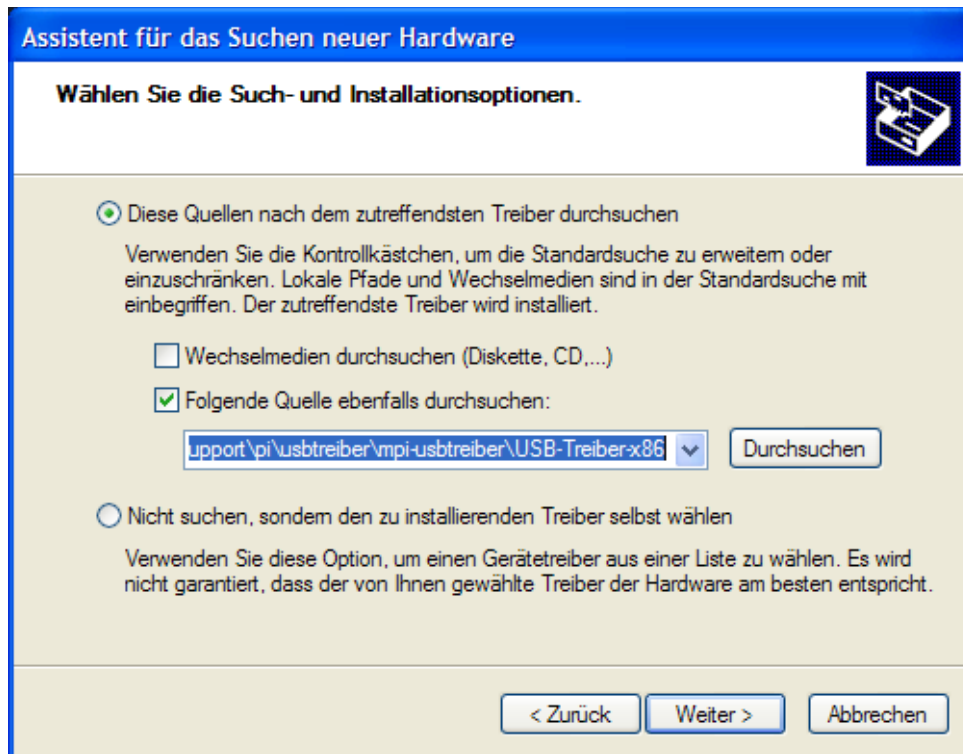 Assistent für das Suchen neuer Hardware
Wählen Sie die Such- und Installationsoptionen.
Diese Quellen nach dem zutreffendsten Treiber durchsuchen
Verwenden Sie die Kontrollkästchen, um die Standardsuche zu erweitern oder
einzuschränken. Lokale Pfade und Wechselmedien sind in der Standardsuche mit
einbegriffen. Der zutreffendste Treiber wird installiert.
Wechselmedien durchsuchen (Diskette, CD,...)
Folgende Quelle ebenfalls durchsuchen:
upport\pi\usbtreiber\mpi-usbtreiber\USB-Treiber-x86 Durchsuchen
Nicht suchen, sondern den zu installierenden Treiber selbst wählen
Verwenden Sie diese Option, um einen Gerätetreiber aus einer Liste zu wählen. Es wird
nicht garantiert, dass der von Ihnen gewählte Treiber der Hardware am besten entspricht.
< Zurück Weiter > Abbrechen